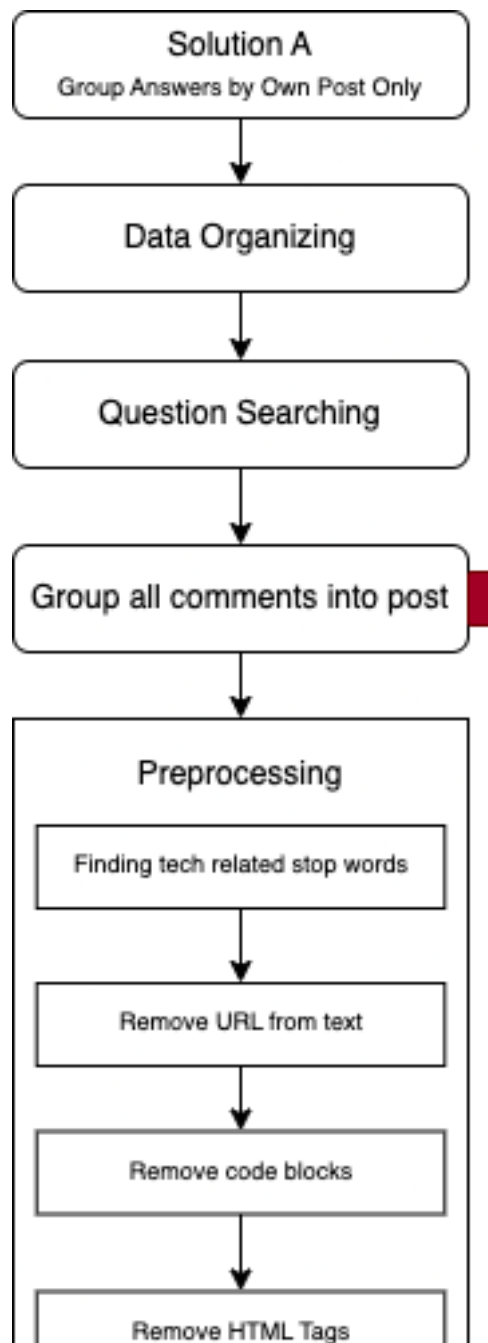 Solution A
Group Answers by Own Post Only
Data Organizing
Question Searching
Group all comments into post
Preprocessing
Finding tech related stop words
Remove URL from text
Remove code blocks
Remove HTML Tags